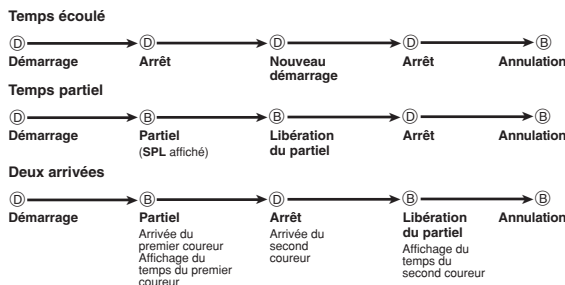 Temps écoulé
Ⓓ Ⓓ Ⓓ Ⓓ Ⓑ
Démarrage Arrêt Nouveau démarrage Arrêt Annulation
Temps partiel
Ⓓ Ⓑ Ⓑ Ⓓ Ⓑ
Démarrage Partiel (SPL affiché) Libération du partiel Arrêt Annulation
Deux arrivées
Ⓓ Ⓑ Ⓓ Ⓑ Ⓑ
Démarrage Partiel Arrêt Libération du partiel Annulation
Arrivée du premier coureur
Affichage du temps du premier coureur
Arrivée du second coureur
Affichage du temps du second coureur